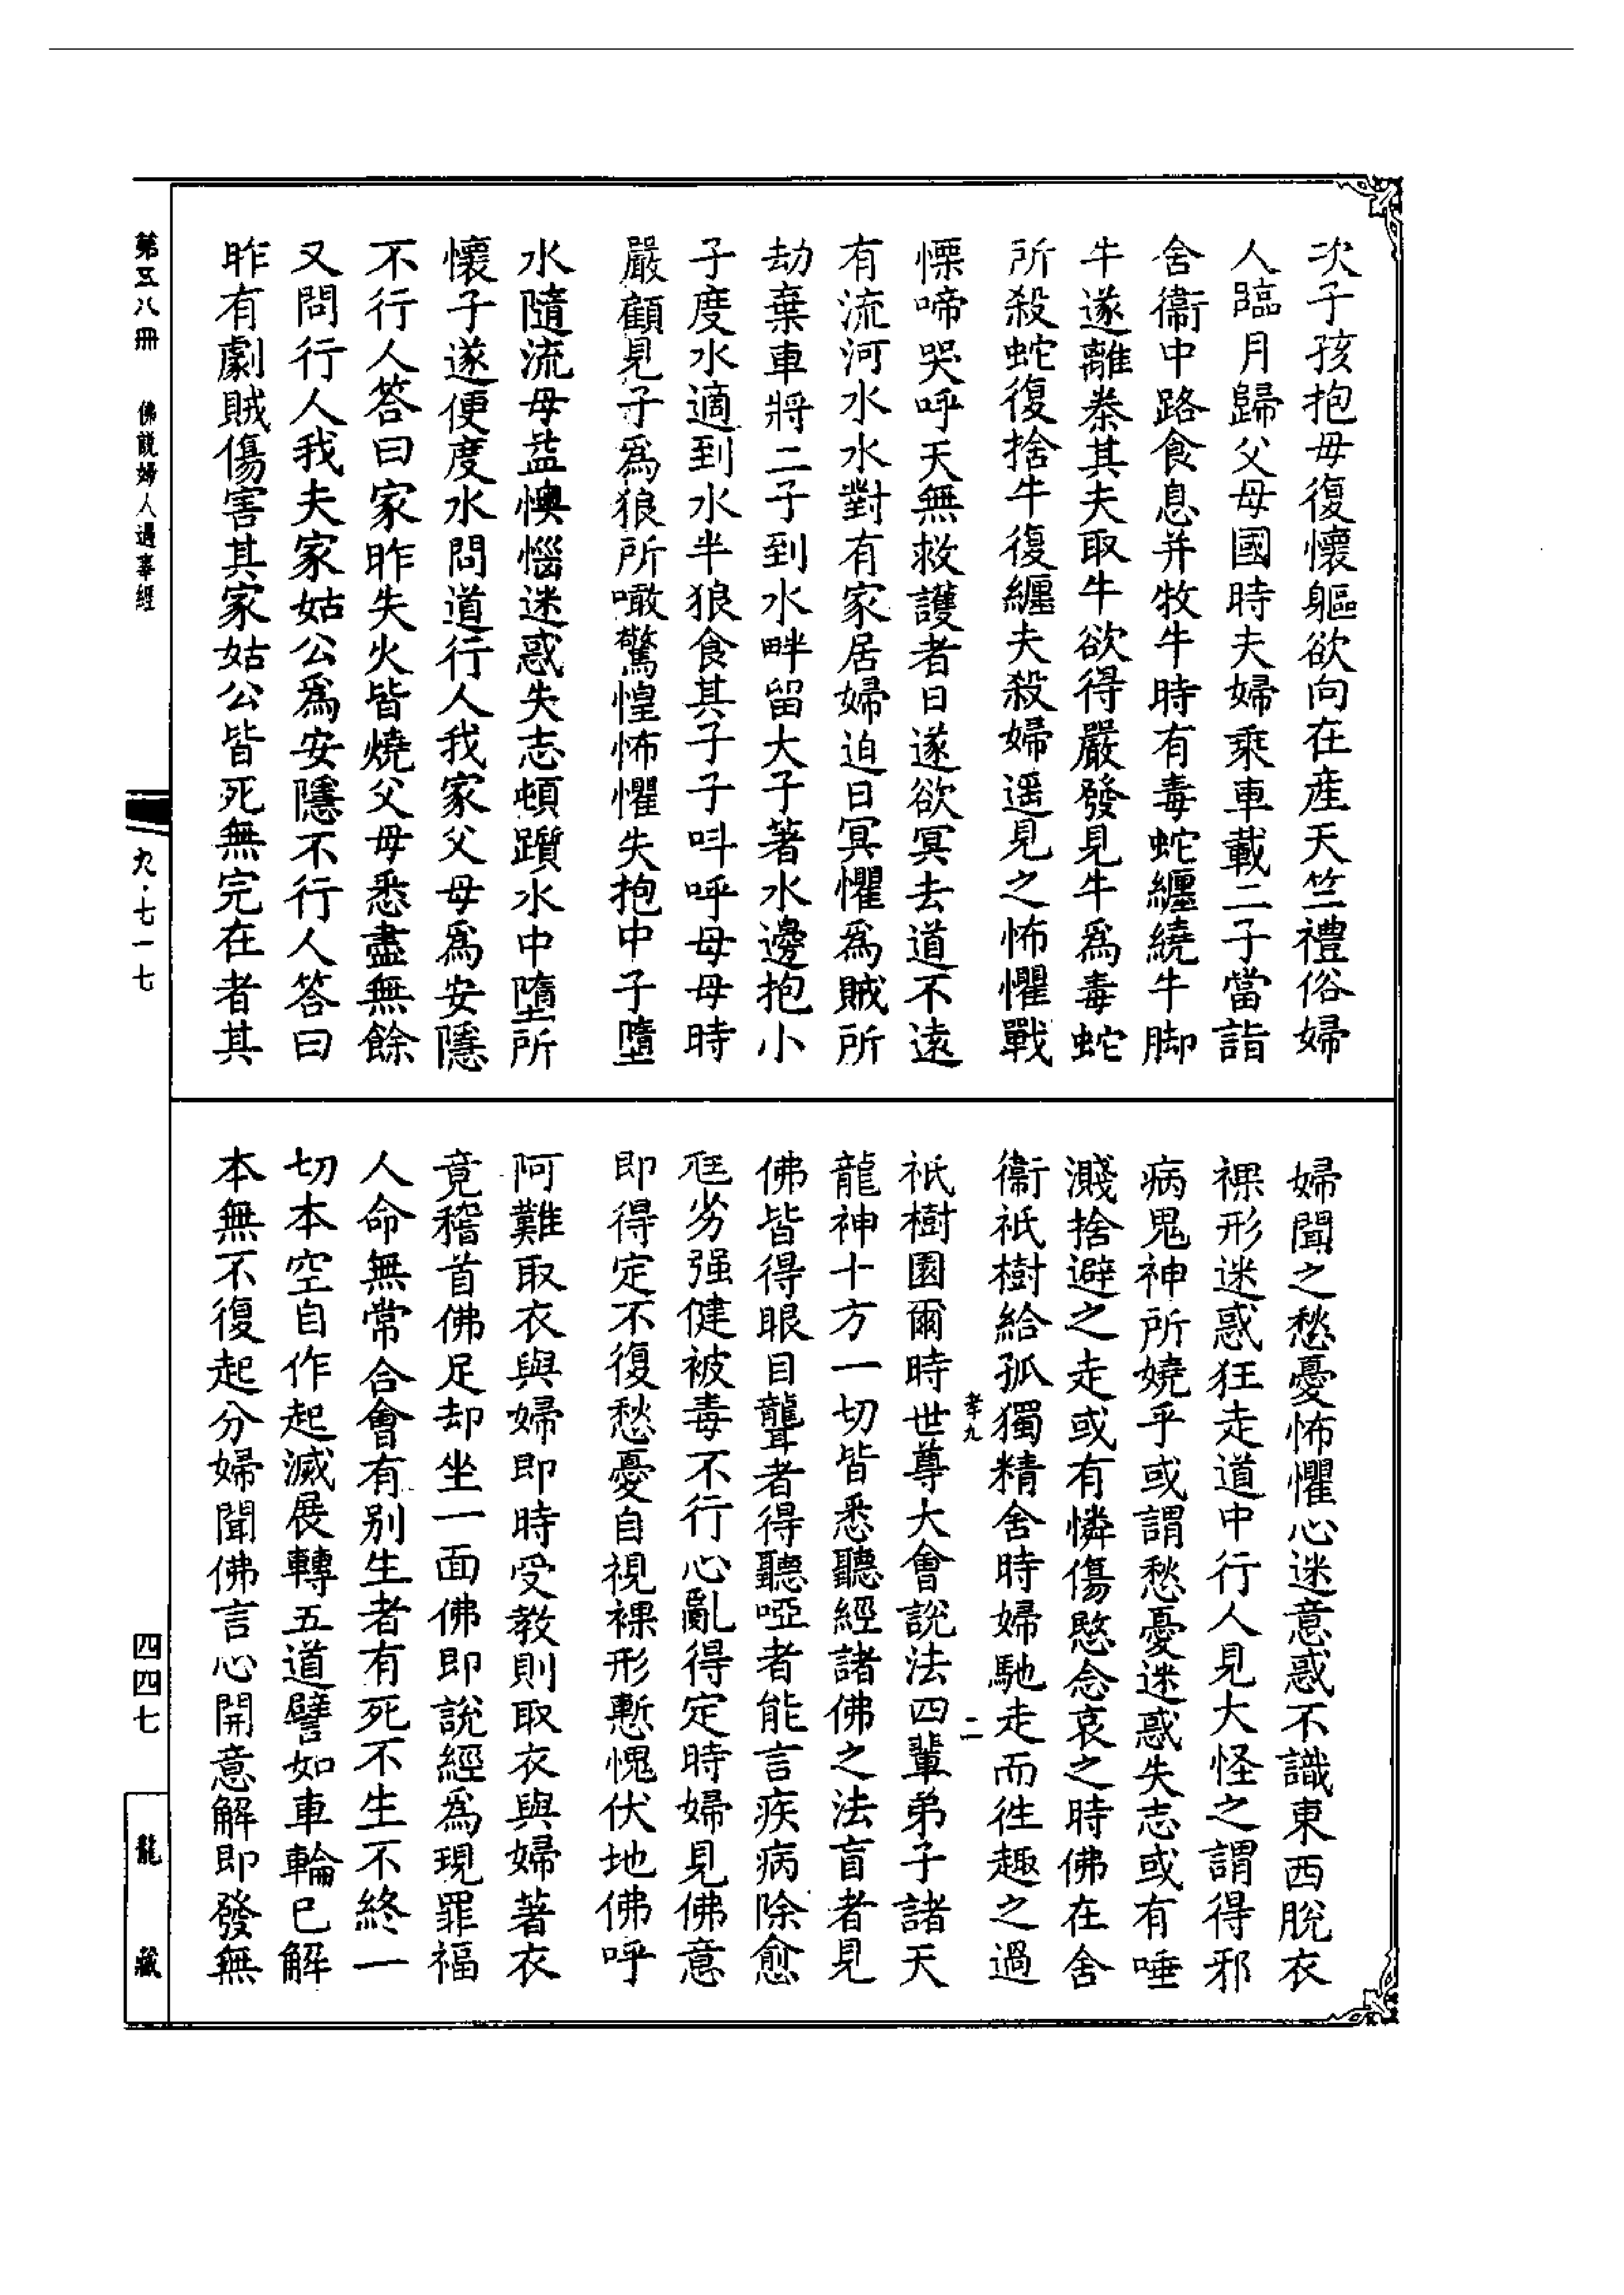 次子孩抱母復懷軀欲向在產天竺禮俗婦
人臨月歸父母國時夫婦乘車載二子當詣
舍衞中路食息并牧牛時有毒蛇纏繞牛脚
牛遂離桊其夫取牛欲得嚴發見牛爲毒蛇
所殺蛇復捨牛復纏夫殺婦遥見之怖懼戰
慄啼哭呼天無救護者日遂欲冥去道不遠
有流河水水對有家居婦迫日冥懼爲賊所
劫棄車將二子到水畔留大子著水邊抱小
子度水適到水半狼食其子子呌呼母母時
嚴顧見子爲狼所噉驚惶怖懼失抱中子墮
水隨流母益懊惱迷惑失志頓躓水中墮所
懷子遂便度水問道行人我家父母爲安隱
不行人答曰家昨失火皆燒父母悉盡無餘
又問行人我夫家姑公爲安隱不行人答曰
昨有劇賊傷害其家姑公皆死無完在者其
婦聞之愁憂怖懼心迷意惑不識東西脫衣
裸形迷惑狂走道中行人見大怪之謂得邪
病鬼神所嬈乎或謂愁憂迷惑失志或有唾
濺捨避之走或有憐傷愍念哀之時佛在舍
衞祇樹給孤獨精舍時婦馳走而徃趣之過
孝九 二
祇樹園爾時世尊大會說法四輩弟子諸天
龍神十方一切皆悉聽經諸佛之法盲者見
佛皆得眼目聾者得聽啞者能言疾病除愈
尫劣强健被毒不行心亂得定時婦見佛意
即得定不復愁憂自視裸形慙愧伏地佛呼
阿難取衣與婦即時受教則取衣與婦著衣
竟稽首佛足却坐一面佛即說經爲現罪福
人命無常合會有别生者有死不生不終一
切本空自作起滅展轉五道譬如車輪已解
本無不復起分婦聞佛言心開意解即發無
第五八冊 佛說婦人遇辜經
九·七一七
四四七
龍藏